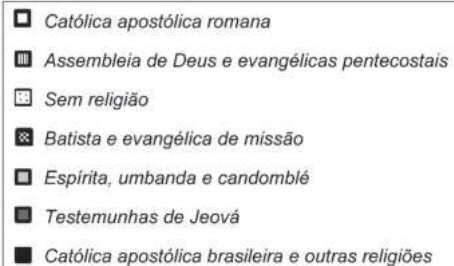 Católica apostólica romana
Assembleia de Deus e evangélicas pentecostais
Sem religião
Batista e evangélica de missão
Espírita, umbanda e candomblé
Testemunhas de Jeová
Católica apostólica brasileira e outras religiões